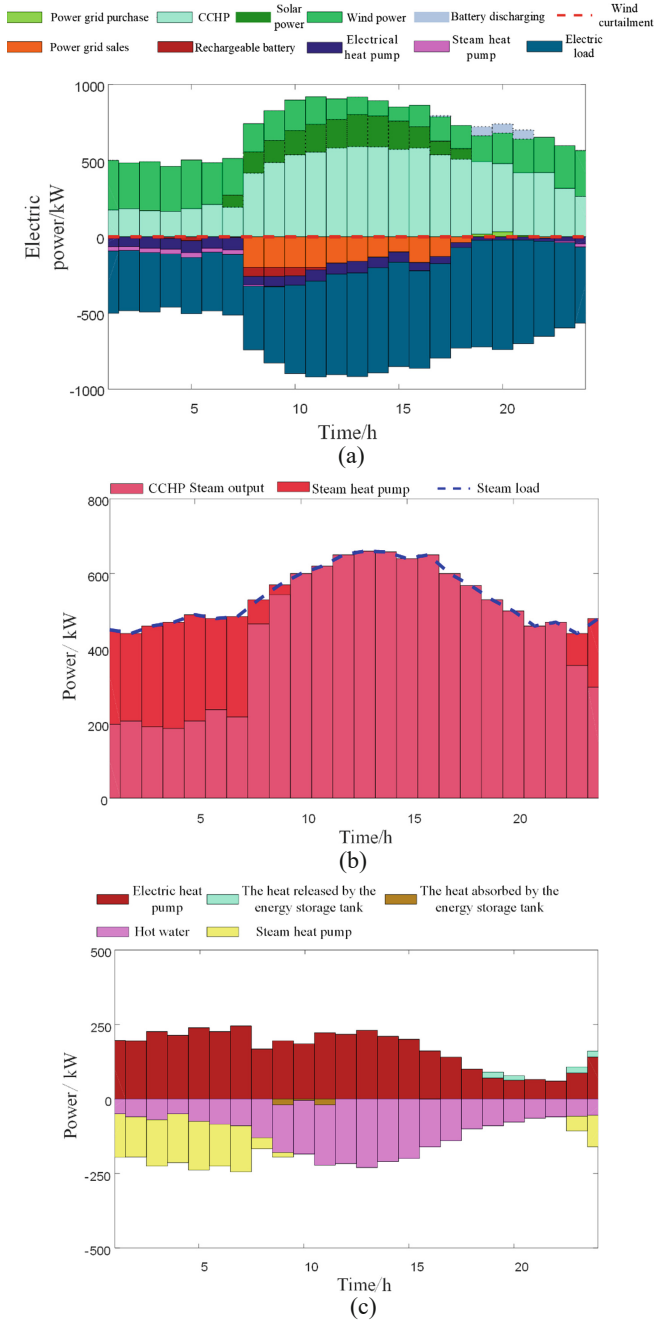 Power grid purchase CCHP Solar power Wind power Battery discharging Wind curtailment
Power grid sales Rechargeable battery Electrical heat pump Steam heat pump Electric load
1000
500
0
-500
-1000
Electric power/kW
5 10 15 20
Time/h
(a)
CCHP Steam output Steam heat pump Steam load
800
600
400
200
0
Power/ kW
5 10 15 20
Time/h
(b)
Electric heat pump The heat released by the energy storage tank The heat absorbed by the energy storage tank
Hot water Steam heat pump
500
250
0
-250
-500
Power/ kW
5 10 15 20
Time/h
(c)